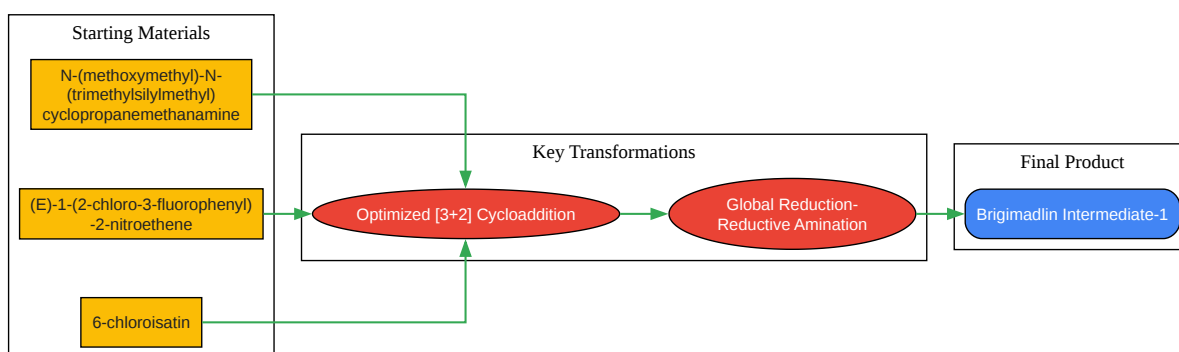 Starting Materials
N-(methoxymethyl)-N-
(trimethylsilylmethyl)
cyclopropanemethanamine
(E)-1-(2-chloro-3-fluorophenyl)
-2-nitroethene
6-chloroisatin
Key Transformations
Optimized [3+2] Cycloaddition
Global Reduction-
Reductive Amination
Final Product
Brigimadlin Intermediate-1